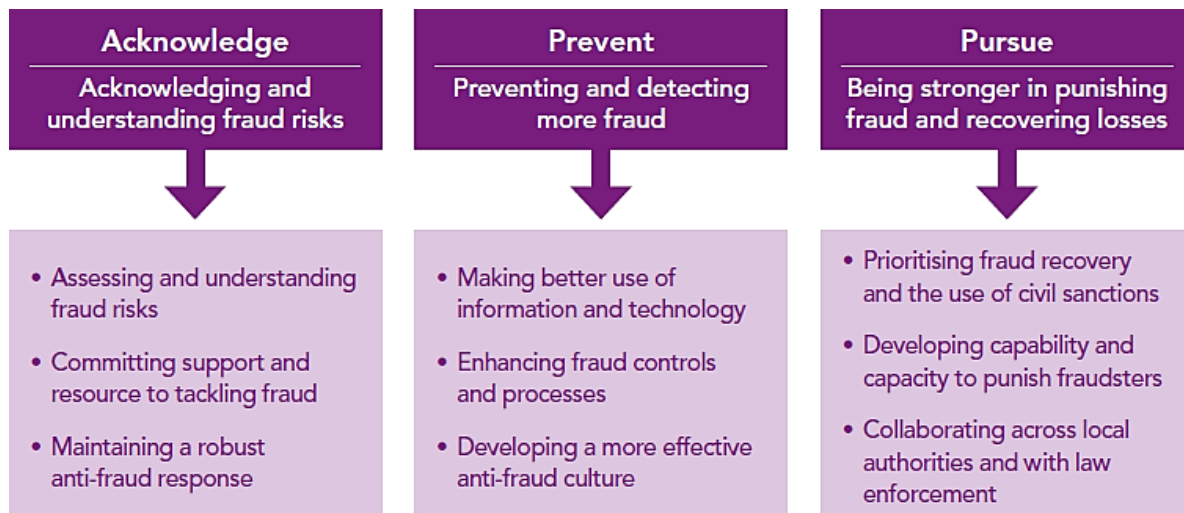 Acknowledge
Acknowledging and
understanding fraud risks
• Assessing and understanding
fraud risks
• Committing support and
resource to tackling fraud
• Maintaining a robust
anti-fraud response
Prevent
Preventing and detecting
more fraud
• Making better use of
information and technology
• Enhancing fraud controls
and processes
• Developing a more effective
anti-fraud culture
Pursue
Being stronger in punishing
fraud and recovering losses
• Prioritising fraud recovery
and the use of civil sanctions
• Developing capability and
capacity to punish fraudsters
• Collaborating across local
authorities and with law
enforcement